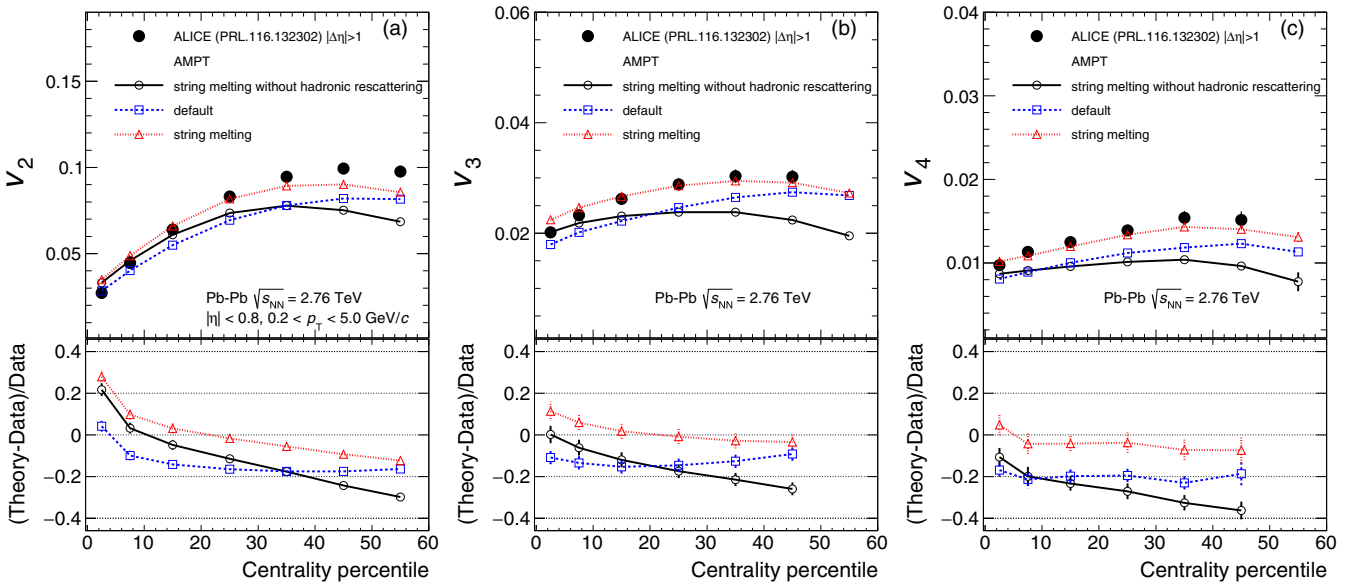 (a)
ALICE (PRL.116.132302) |Δη|>1
AMPT
string melting without hadronic rescattering
default
string melting
v2
0.15
0.1
0.05
Pb-Pb √sNN = 2.76 TeV
|η| < 0.8, 0.2 < pT < 5.0 GeV/c
(Theory-Data)/Data
0.4
0.2
0
−0.2
−0.4
0 10 20 30 40 50 60
Centrality percentile
(b)
ALICE (PRL.116.132302) |Δη|>1
AMPT
string melting without hadronic rescattering
default
string melting
v3
0.06
0.04
0.02
Pb-Pb √sNN = 2.76 TeV
(Theory-Data)/Data
0.4
0.2
0
−0.2
−0.4
0 10 20 30 40 50 60
Centrality percentile
(c)
ALICE (PRL.116.132302) |Δη|>1
AMPT
string melting without hadronic rescattering
default
string melting
v4
0.04
0.03
0.02
0.01
Pb-Pb √sNN = 2.76 TeV
(Theory-Data)/Data
0.4
0.2
0
−0.2
−0.4
0 10 20 30 40 50 60
Centrality percentile